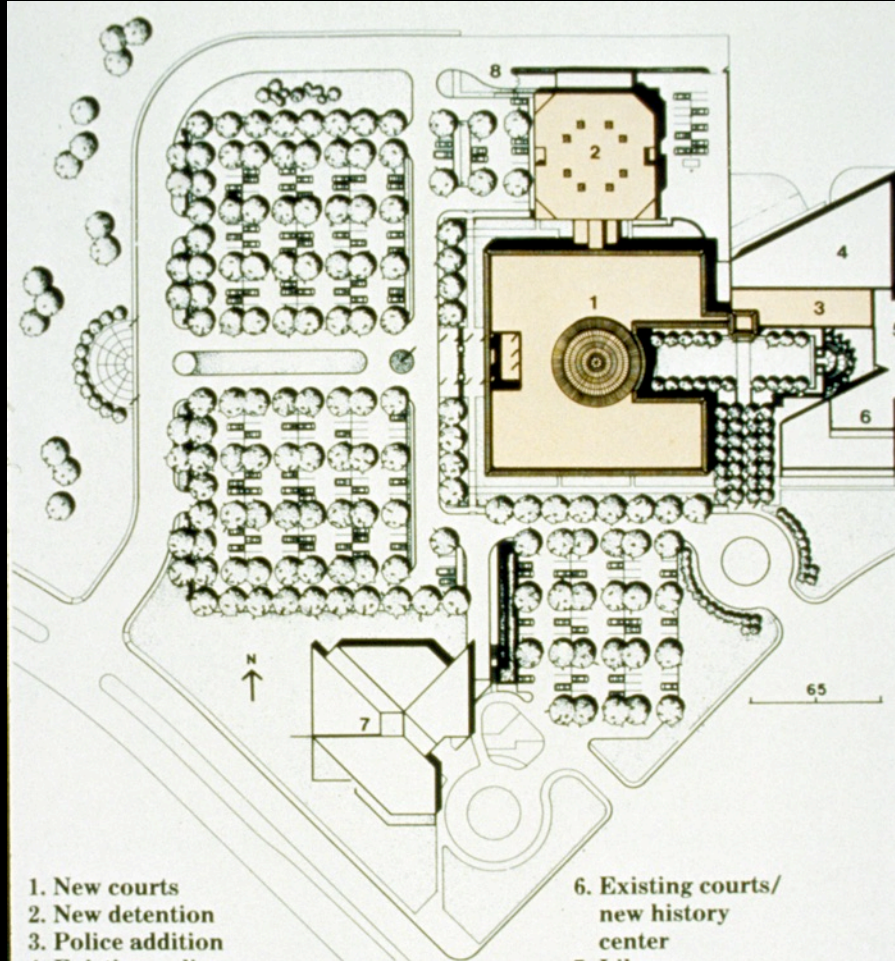 8
2
4
1
3
6
N
65
7
1. New courts
2. New detention
3. Police addition
6. Existing courts/
new history
center